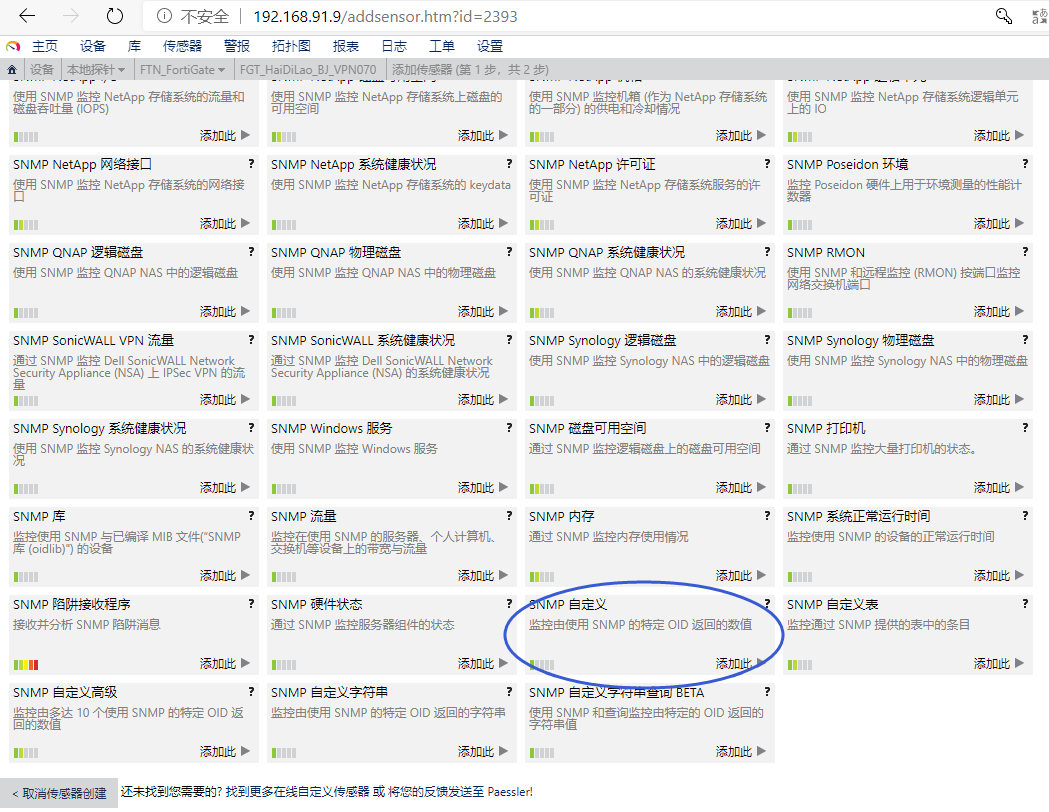 不安全 | 192.168.91.9/addsensor.htm?id=2393
主页 设备 库 传感器 警报 拓扑图 报表 日志 工单 设置
设备 本地探针 FTN_FortiGate FGT_HaiDiLao_BJ_VPN070 添加传感器 (第 1 步，共 2 步)
使用 SNMP 监控 NetApp 存储系统的流量和
磁盘吞吐量 (IOPS)
添加此
使用 SNMP 监控 NetApp 存储系统上磁盘的
可用空间
添加此
使用 SNMP 监控机箱 (作为 NetApp 存储系统
的一部分) 的供电和冷却情况
添加此
使用 SNMP 监控 NetApp 存储系统逻辑单元
上的 IO
添加此
SNMP NetApp 网络接口 ?
使用 SNMP 监控 NetApp 存储系统的网络接
口
添加此
SNMP NetApp 系统健康状况 ?
使用 SNMP 监控 NetApp 存储系统的 keydata
添加此
SNMP NetApp 许可证 ?
使用 SNMP 监控 NetApp 存储系统服务的许
可证
添加此
SNMP Poseidon 环境 ?
监控 Poseidon 硬件上用于环境测量的性能计
数器
添加此
SNMP QNAP 逻辑磁盘 ?
使用 SNMP 监控 QNAP NAS 中的逻辑磁盘
添加此
SNMP QNAP 物理磁盘 ?
使用 SNMP 监控 QNAP NAS 中的物理磁盘
添加此
SNMP QNAP 系统健康状况 ?
使用 SNMP 监控 QNAP NAS 的系统健康状况
添加此
SNMP RMON ?
使用 SNMP 和远程监控 (RMON) 按端口监控
网络交换机端口
添加此
SNMP SonicWALL VPN 流量 ?
通过 SNMP 监控 Dell SonicWALL Network
Security Appliance (NSA) 上 IPSec VPN 的流
量
添加此
SNMP SonicWALL 系统健康状况 ?
通过 SNMP 监控 Dell SonicWALL Network
Security Appliance (NSA) 的系统健康状况
添加此
SNMP Synology 逻辑磁盘 ?
使用 SNMP 监控 Synology NAS 中的逻辑磁盘
添加此
SNMP Synology 物理磁盘 ?
使用 SNMP 监控 Synology NAS 中的物理磁盘
添加此
SNMP Synology 系统健康状况 ?
使用 SNMP 监控 Synology NAS 的系统健康状
况
添加此
SNMP Windows 服务 ?
使用 SNMP 监控 Windows 服务
添加此
SNMP 磁盘可用空间 ?
通过 SNMP 监控逻辑磁盘上的磁盘可用空间
添加此
SNMP 打印机 ?
通过 SNMP 监控大量打印机的状态。
添加此
SNMP 库 ?
监控使用 SNMP 与已编译 MIB 文件("SNMP
库 (oidlib)") 的设备
添加此
SNMP 流量 ?
监控在使用 SNMP 的服务器、个人计算机、
交换机等设备上的带宽与流量
添加此
SNMP 内存 ?
通过 SNMP 监控内存使用情况
添加此
SNMP 系统正常运行时间 ?
监控使用 SNMP 的设备的正常运行时间
添加此
SNMP 陷阱接收程序 ?
接收并分析 SNMP 陷阱消息
添加此
SNMP 硬件状态 ?
通过 SNMP 监控服务器组件的状态
添加此
SNMP 自定义 ?
监控由使用 SNMP 的特定 OID 返回的数值
添加此
SNMP 自定义表 ?
监控通过 SNMP 提供的表中的条目
添加此
SNMP 自定义高级 ?
监控由多达 10 个使用 SNMP 的特定 OID 返
回的数值
添加此
SNMP 自定义字符串 ?
监控由使用 SNMP 的特定 OID 返回的字符串
添加此
SNMP 自定义字符串查询 BETA ?
使用 SNMP 和查询监控由特定的 OID 返回的
字符串值
添加此
< 取消传感器创建 还未找到您需要的? 找到更多在线自定义传感器 或 将您的反馈发送至 Paessler!